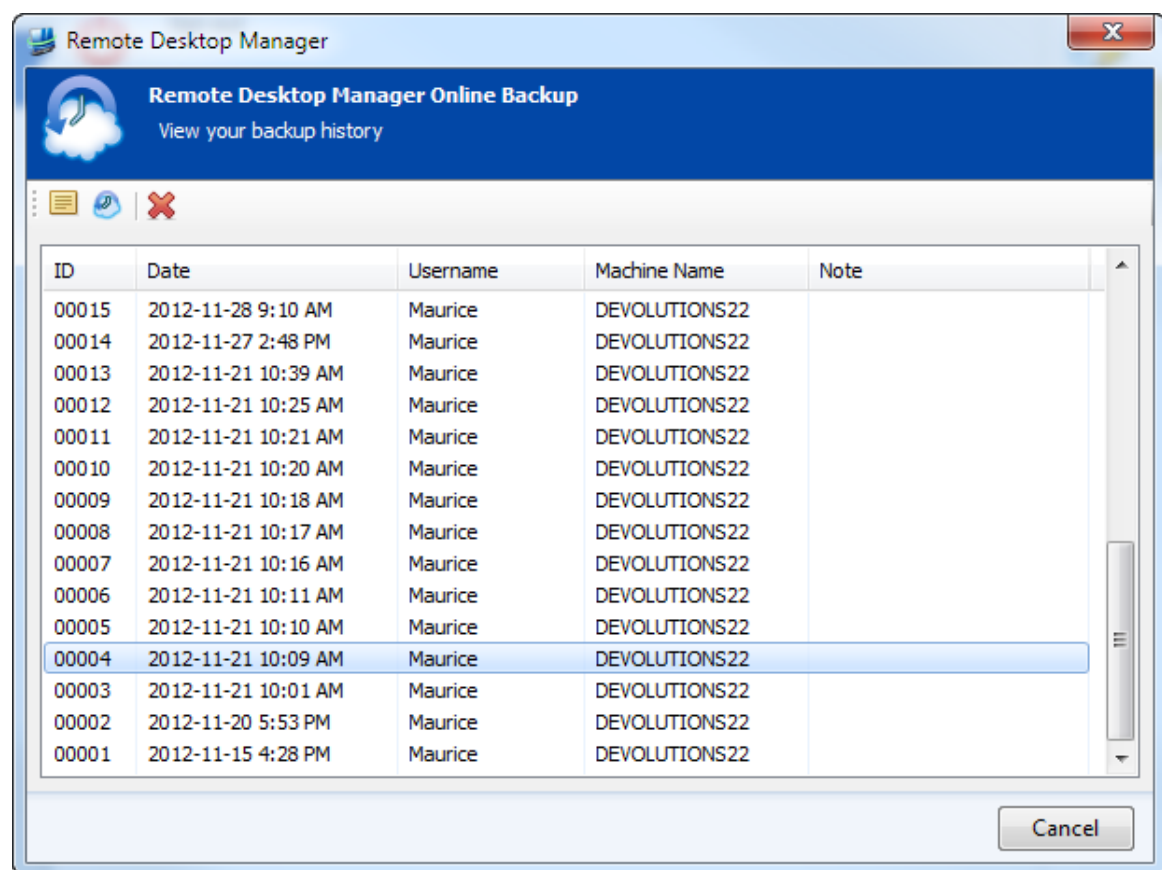 Remote Desktop Manager
Remote Desktop Manager Online Backup
View your backup history
ID Date Username Machine Name Note
00015 2012-11-28 9:10 AM Maurice DEVOLUTIONS22
00014 2012-11-27 2:48 PM Maurice DEVOLUTIONS22
00013 2012-11-21 10:39 AM Maurice DEVOLUTIONS22
00012 2012-11-21 10:25 AM Maurice DEVOLUTIONS22
00011 2012-11-21 10:21 AM Maurice DEVOLUTIONS22
00010 2012-11-21 10:20 AM Maurice DEVOLUTIONS22
00009 2012-11-21 10:18 AM Maurice DEVOLUTIONS22
00008 2012-11-21 10:17 AM Maurice DEVOLUTIONS22
00007 2012-11-21 10:16 AM Maurice DEVOLUTIONS22
00006 2012-11-21 10:11 AM Maurice DEVOLUTIONS22
00005 2012-11-21 10:10 AM Maurice DEVOLUTIONS22
00004 2012-11-21 10:09 AM Maurice DEVOLUTIONS22
00003 2012-11-21 10:01 AM Maurice DEVOLUTIONS22
00002 2012-11-20 5:53 PM Maurice DEVOLUTIONS22
00001 2012-11-15 4:28 PM Maurice DEVOLUTIONS22
Cancel